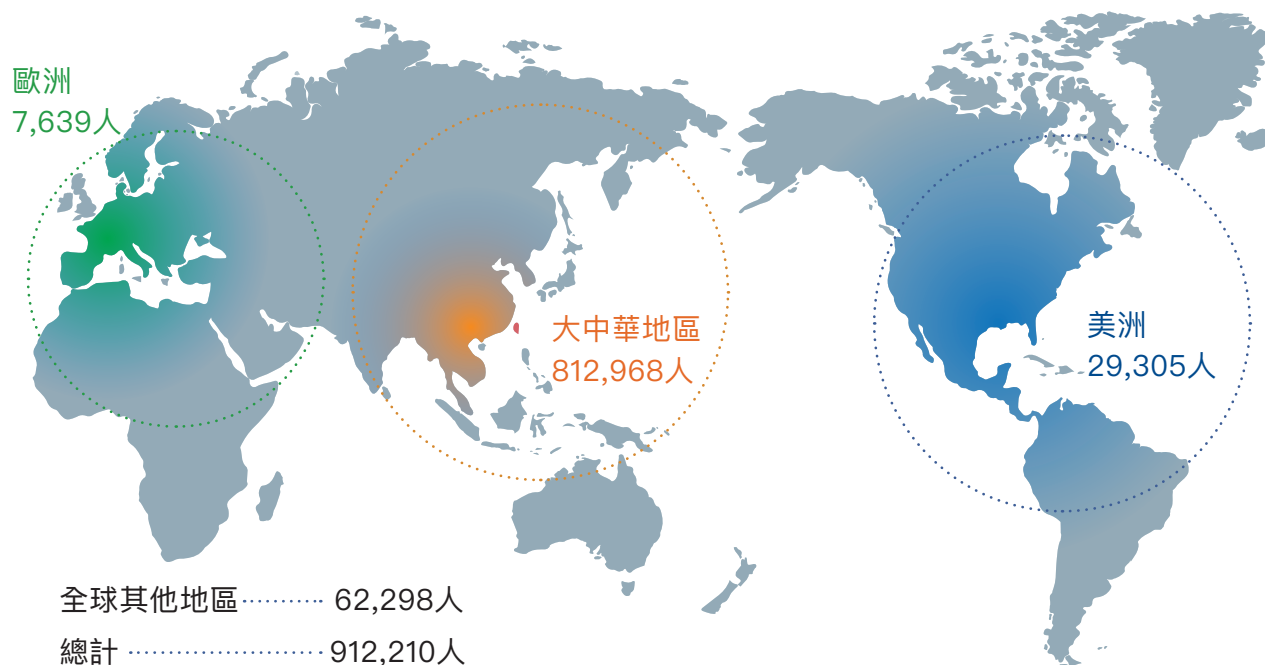 歐洲
7,639人
大中華地區
812,968人
美洲
29,305人
全球其他地區 62,298人
總計 912,210人